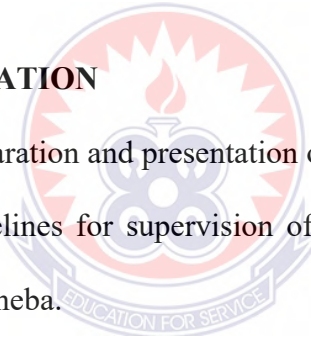 ATION
aration and presentation o
elines for supervision of
neba.
EDUCATION FOR SERVICE